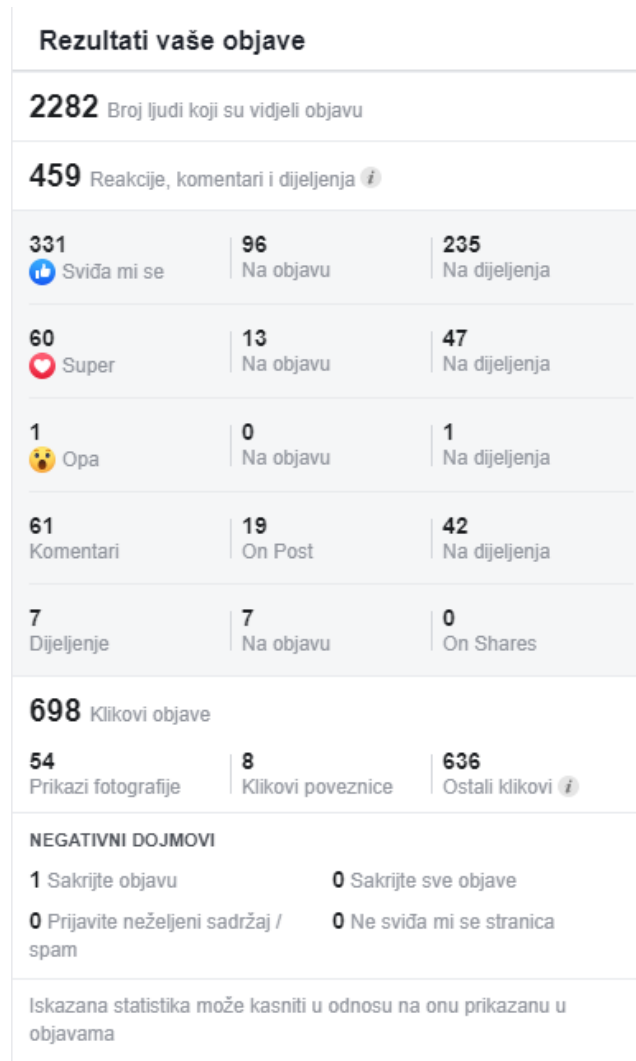 Rezultati vaše objave
2282 Broj ljudi koji su vidjeli objavu
459 Reakcije, komentari i dijeljenja i
331 96 235
Sviđa mi se Na objavu Na dijeljenja
60 13 47
Super Na objavu Na dijeljenja
1 0 1
Opa Na objavu Na dijeljenja
61 19 42
Komentari On Post Na dijeljenja
7 7 0
Dijeljenje Na objavu On Shares
698 Klikovi objave
54 8 636
Prikazi fotografije Klikovi poveznice Ostali klikovi i
NEGATIVNI DOJMOVI
1 Sakrijte objavu 0 Sakrijte sve objave
0 Prijavite neželjeni sadržaj / 0 Ne sviđa mi se stranica
spam
Iskazana statistika može kasniti u odnosu na onu prikazanu u
objavama